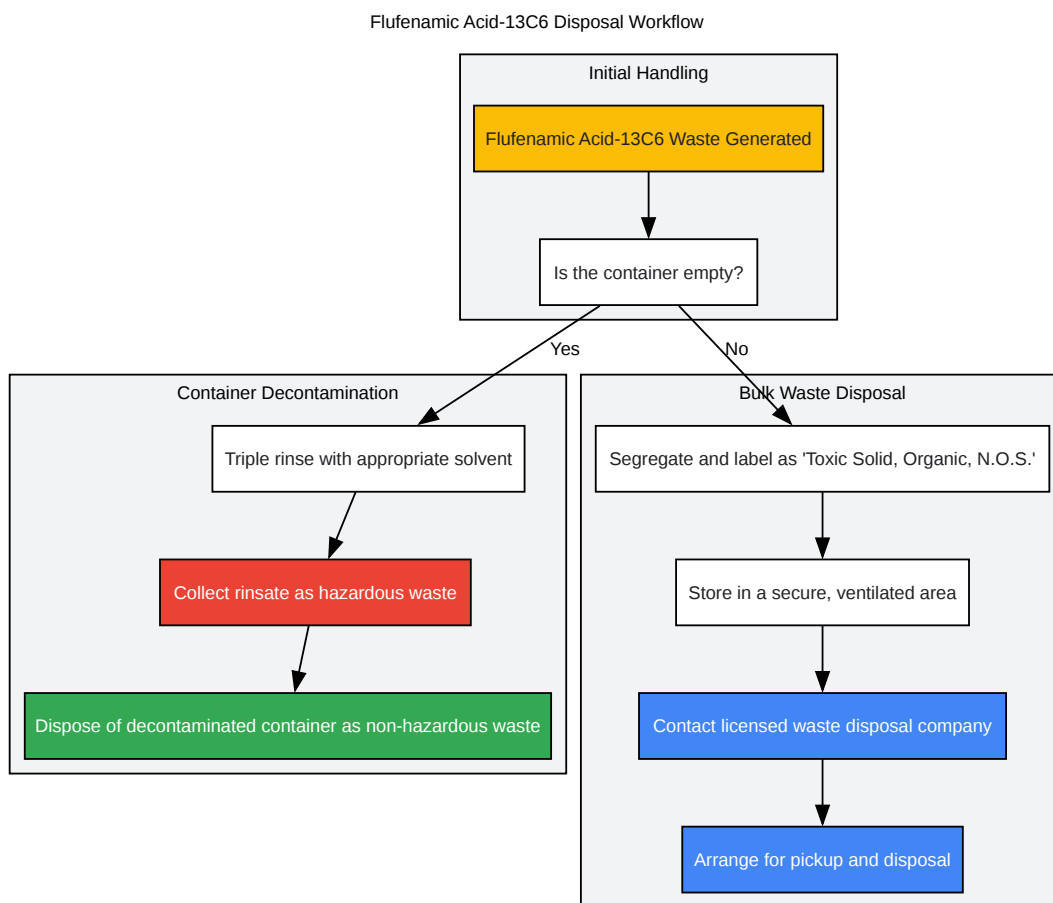 Flufenamic Acid-13C6 Disposal Workflow
Initial Handling
Flufenamic Acid-13C6 Waste Generated
Is the container empty?
Yes
No
Container Decontamination
Triple rinse with appropriate solvent
Collect rinsate as hazardous waste
Dispose of decontaminated container as non-hazardous waste
Bulk Waste Disposal
Segregate and label as 'Toxic Solid, Organic, N.O.S.'
Store in a secure, ventilated area
Contact licensed waste disposal company
Arrange for pickup and disposal